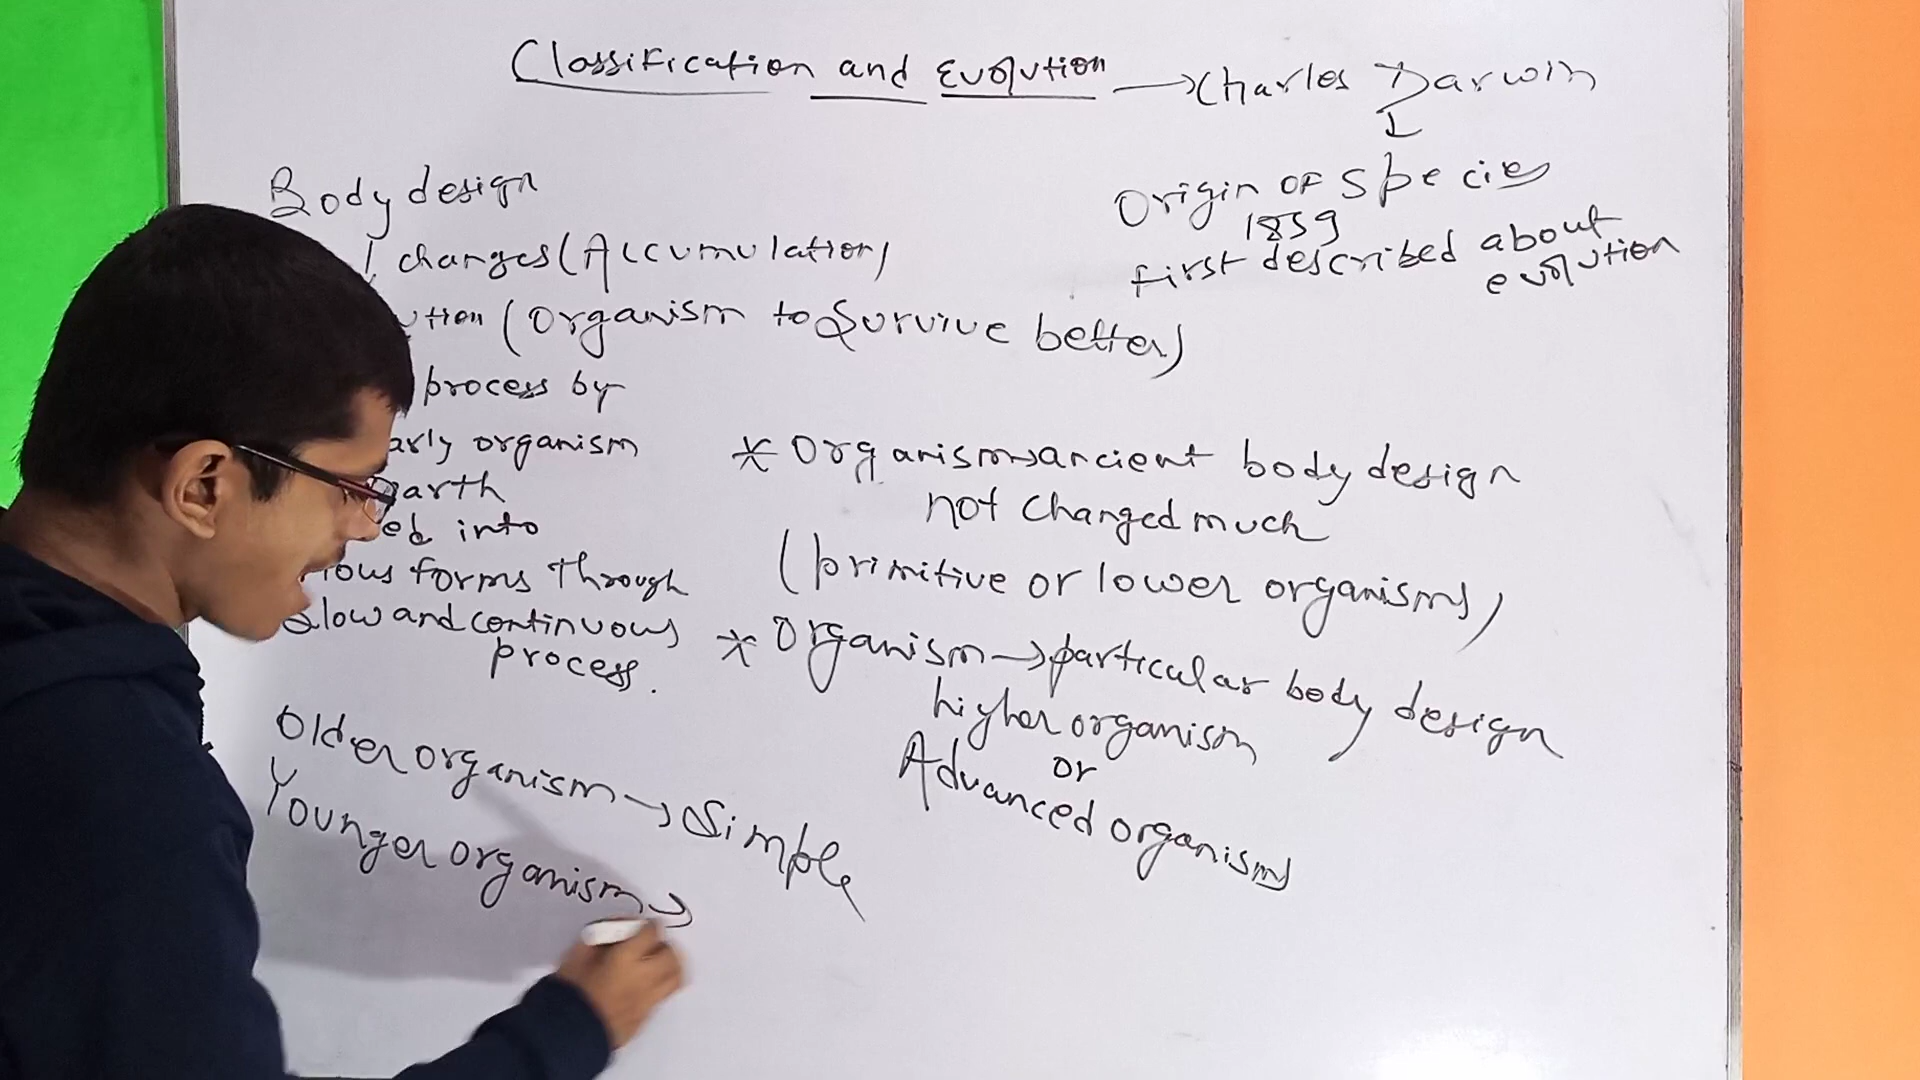 Classification and Evolution → Charles Darwin
Origin OF Species
1859
first described about
evolution
Body design
changes (Accumulation)
ution (Organism to Survive better)
process by
arly organism
arth
ed into
ious forms through
slow and continuous
process.
* Organism → ancient body design
not changed much
(primitive or lower organisms)
* Organism → particular body design
higher organism
or
Advanced organisms
Older organism → Simple
Younger organism →